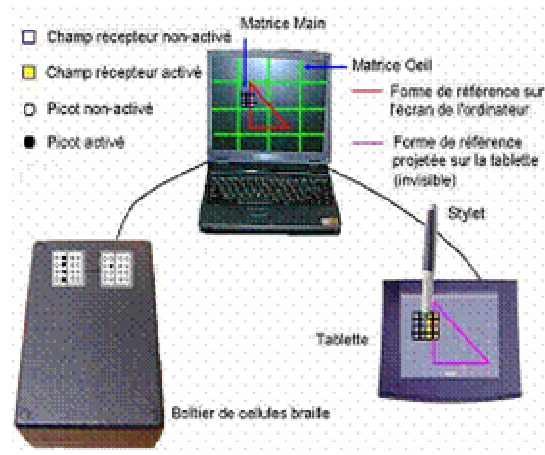 Matrice Main
Champ récepteur non-activé
Champ récepteur activé
Picot non-activé
Picot activé
Matrice Oeil
Forme de référence sur
l'écran de l'ordinateur
Forme de référence
projetée sur la tablette
(invisible)
Stylet
Tablette
Boîtier de cellules braille